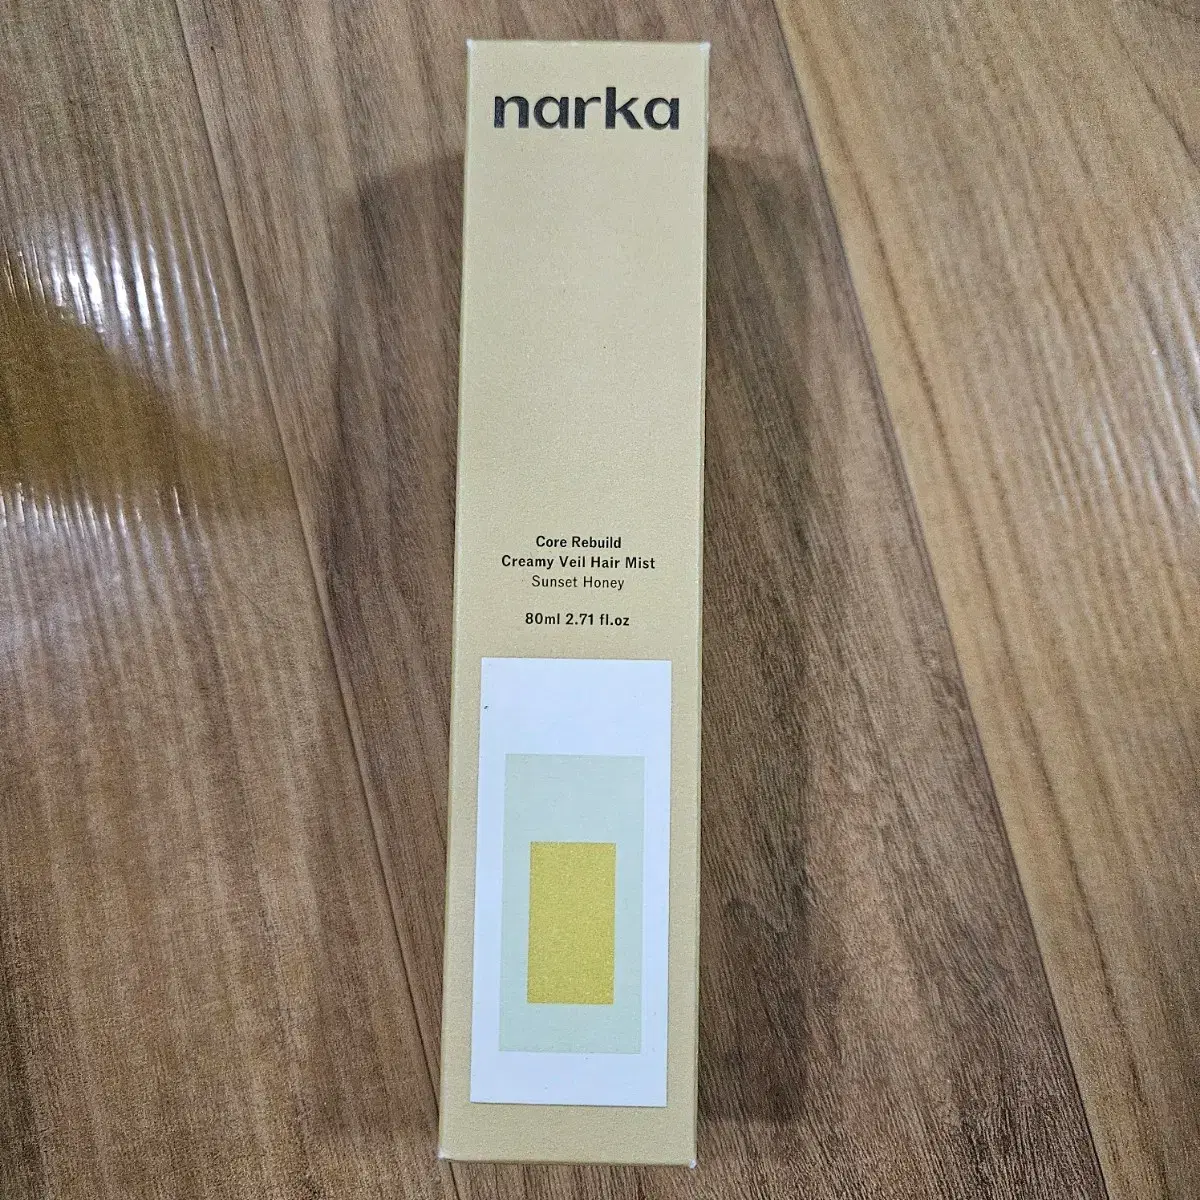 narka
Core Rebuild
Creamy Veil Hair Mist
Sunset Honey
80ml 2.71 fl.oz